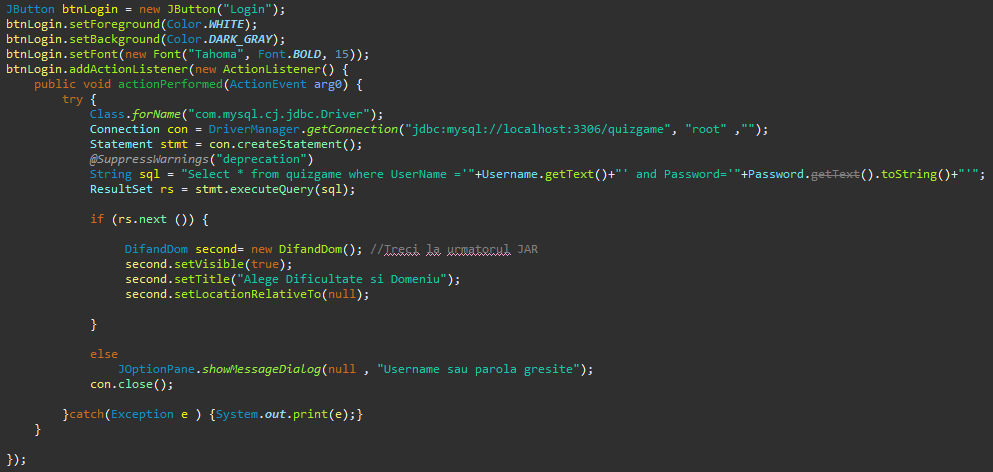 JButton btnLogin = new JButton("Login");
btnLogin.setForeground(Color.WHITE);
btnLogin.setBackground(Color.DARK_GRAY);
btnLogin.setFont(new Font("Tahoma", Font.BOLD, 15));
btnLogin.addActionListener(new ActionListener() {
public void actionPerformed(ActionEvent arg0) {
try {
Class.forName("com.mysql.cj.jdbc.Driver");
Connection con = DriverManager.getConnection("jdbc:mysql://localhost:3306/quizgame", "root" ,"");
Statement stmt = con.createStatement();
@SuppressWarnings("deprecation")
String sql = "Select * from quizgame where UserName ='"+Username.getText()+"' and Password='"+Password.getText().toString()+"'";
ResultSet rs = stmt.executeQuery(sql);
if (rs.next ()) {
DifandDom second= new DifandDom(); //Treci la urmatorul JAR
second.setVisible(true);
second.setTitle("Alege Dificultate si Domeniu");
second.setLocationRelativeTo(null);
}
else
JOptionPane.showMessageDialog(null , "Username sau parola gresite");
con.close();
}catch(Exception e ) {System.out.print(e);}
}
});